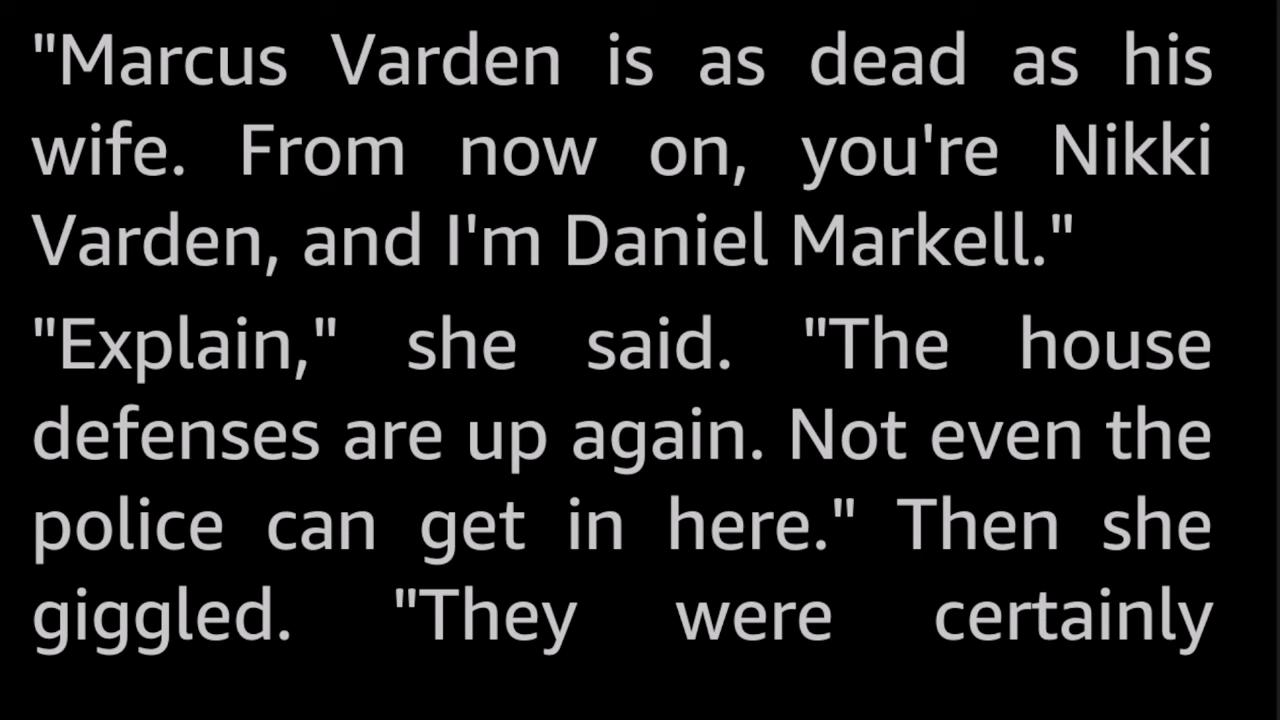 "Marcus Varden is as dead as his
wife. From now on, you're Nikki
Varden, and I'm Daniel Markell."
"Explain," she said. "The house
defenses are up again. Not even the
police can get in here." Then she
giggled. "They were certainly